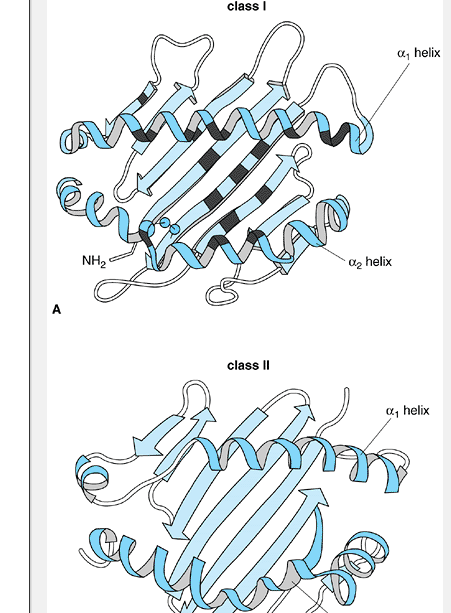 class I
α1 helix
NH2
α2 helix
A
class II
α1 helix